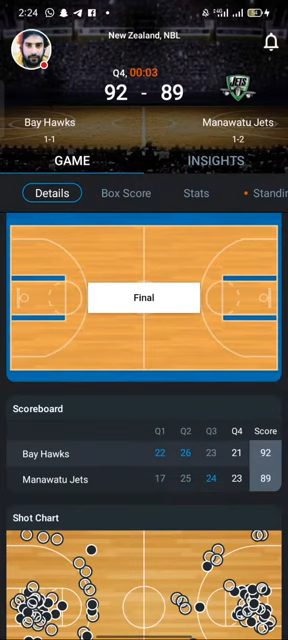 2:24
New Zealand, NBL
Q4, 00:03
92 - 89
JETS
Bay Hawks
Manawatu Jets
1-1
1-2
GAME
INSIGHTS
Details
Box Score
Stats
Standin
Final
Scoreboard
Q1 Q2 Q3 Q4 Score
Bay Hawks 22 26 23 21 92
Manawatu Jets 17 25 24 23 89
Shot Chart